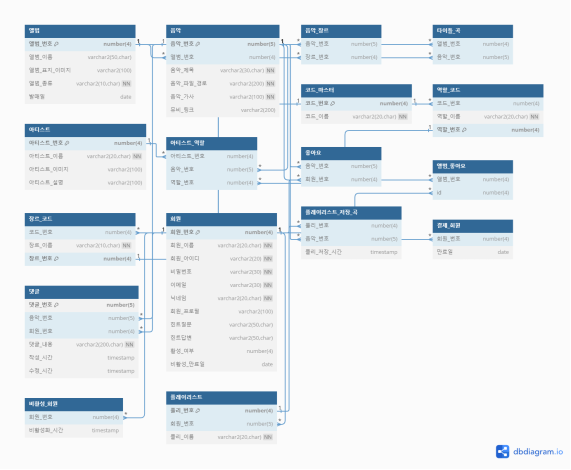 앨범
앨범_번호 number(4)
앨범_이름 varchar2(50,char)
앨범_표지_이미지 varchar2(100)
앨범_종류 varchar2(10,char) NN
발매일 date
음악
음악_번호 number(5)
앨범_번호 number(4)
음악_제목 varchar2(30,char) NN
음악_파일_경로 varchar2(200) NN
음악_가사 varchar2(100) NN
뮤비_링크 varchar2(200)
음악_장르
음악_번호 number(5)
장르_번호 number(4)
타이틀_곡
앨범_번호 number(4)
음악_번호 number(5)
코드_마스터
코드_번호 number(4)
코드_이름 varchar2(20,char) NN
역할_코드
코드_번호 number(4)
역할_이름 varchar2(20,char) NN
역할_번호 number(4)
아티스트
아티스트_번호 number(4)
아티스트_이름 varchar2(20,char) NN
아티스트_이미지 varchar2(100)
아티스트_설명 varchar2(100)
아티스트_역할
아티스트_번호 number(4)
음악_번호 number(5)
역할_번호 number(4)
좋아요
음악_번호 number(5)
회원_번호 number(4)
앨범_좋아요
앨범_번호 number(4)
id number(4)
장르_코드
코드_번호 number(4)
장르_이름 varchar2(10,char) NN
장르_번호 number(4)
회원
회원_번호 number(4)
회원_이름 varchar2(20,char) NN
회원_아이디 varchar2(20) NN
비밀번호 varchar2(30) NN
이메일 varchar2(30) NN
닉네임 varchar2(20,char) NN
회원_프로필 varchar2(100)
장르질문 varchar2(50,char)
장르답변 varchar2(50,char)
활성_여부 number(4)
비활성_만료일 date
플레이리스트_저장_곡
플리_번호 number(4)
음악_번호 number(5)
플리_저장_시간 timestamp
결제_회원
회원_번호 number(4)
만료일 date
댓글
댓글_번호 number(5)
음악_번호 number(5)
회원_번호 number(4)
댓글_내용 varchar2(200,char) NN
작성_시간 timestamp
수정_시간 timestamp
비활성_회원
회원_번호 number(4)
비활성화_시간 timestamp
플레이리스트
플리_번호 number(4)
회원_번호 number(5)
플리_이름 varchar2(20,char) NN
dbdiagram.io